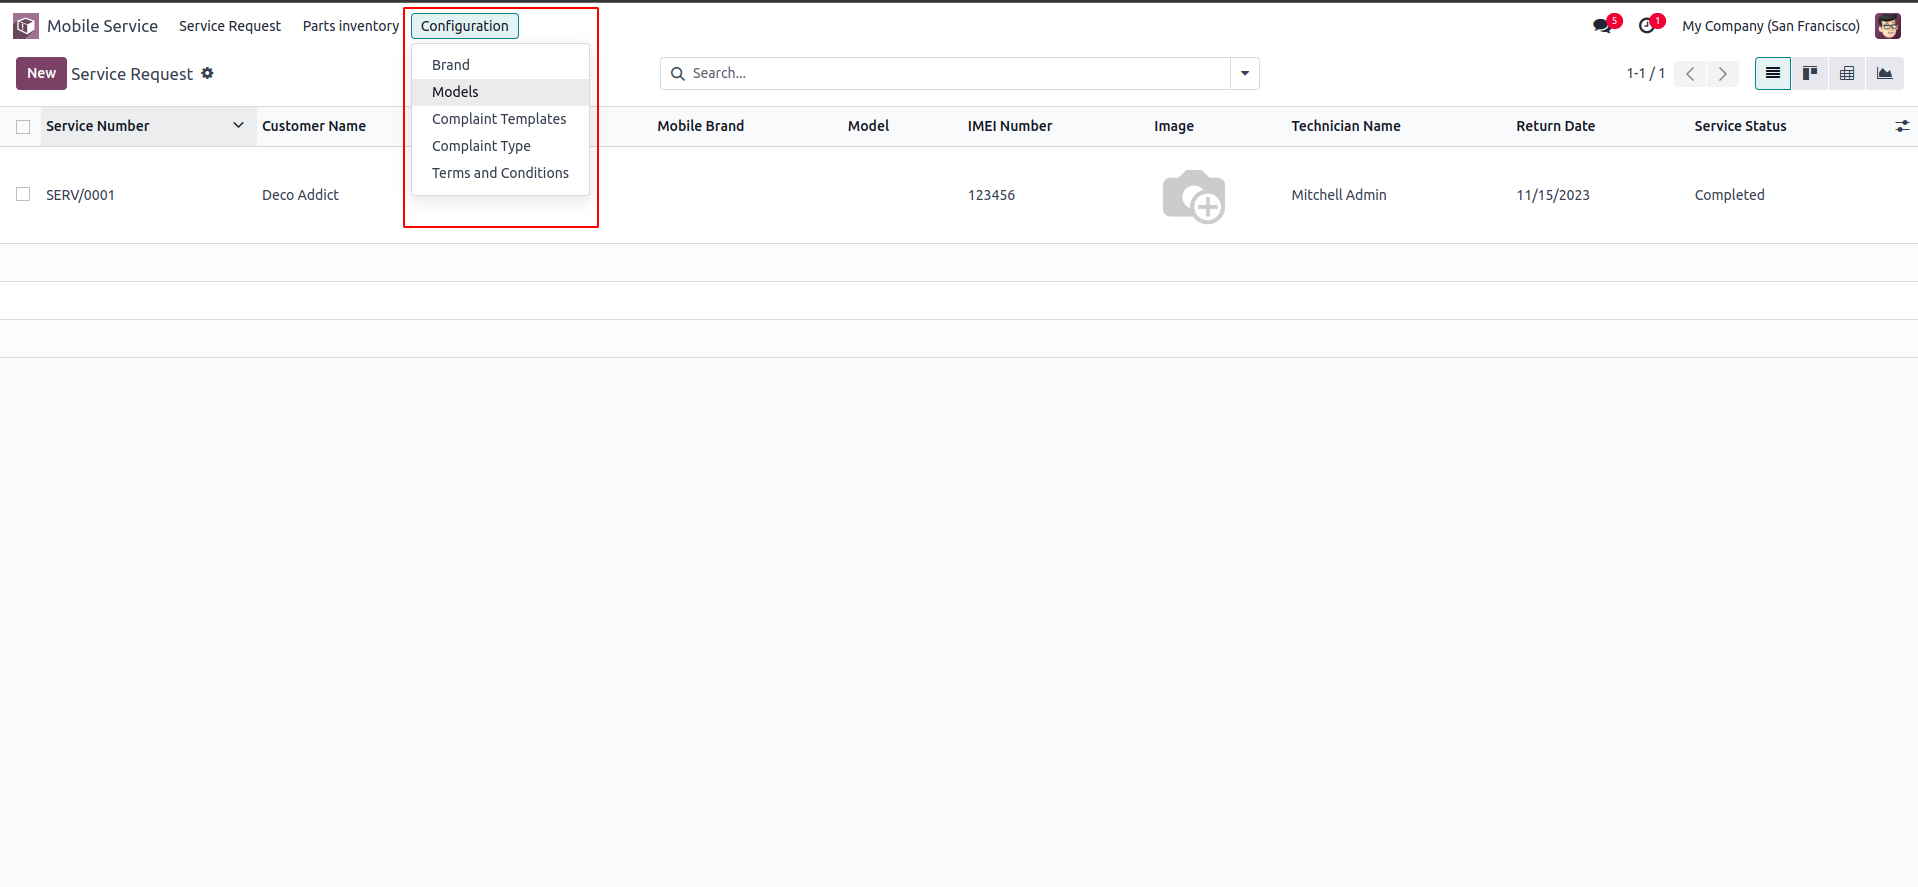 Mobile Service Service Request Parts inventory Configuration 5 1 My Company (San Francisco)
New Service Request Search... 1-1 / 1
Brand
Models
Complaint Templates
Complaint Type
Terms and Conditions
Service Number Customer Name Mobile Brand Model IMEI Number Image Technician Name Return Date Service Status
SERV/0001 Deco Addict 123456 Mitchell Admin 11/15/2023 Completed